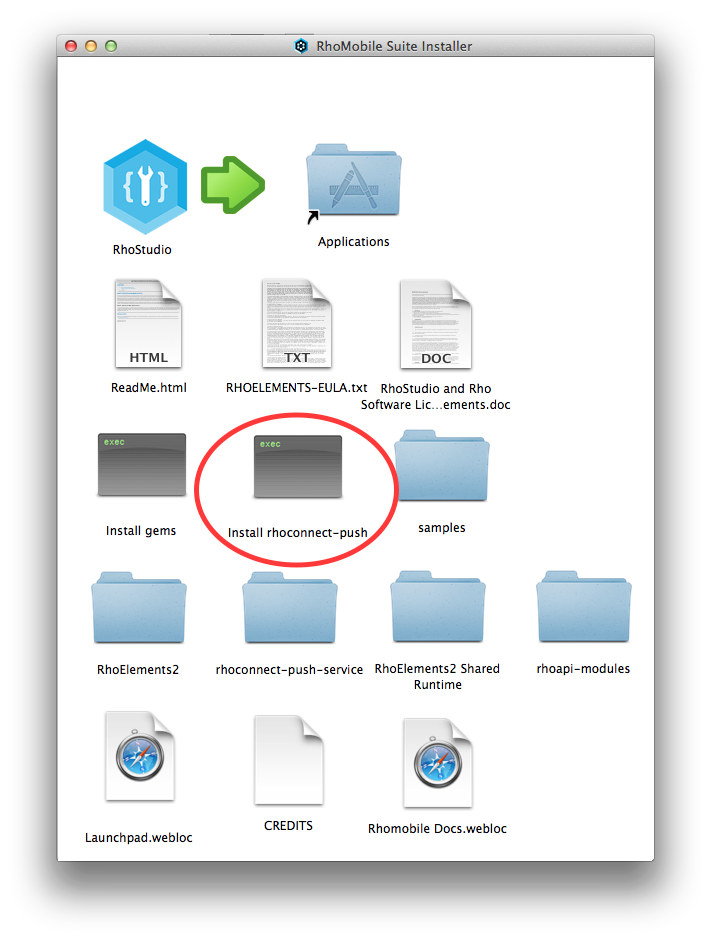 RhoMobile Suite Installer
{ }
RhoStudio
Applications
HTML
TXT
DOC
ReadMe.html
RHOELEMENTS-EULA.txt
RhoStudio and Rho
Software Lic...ements.doc
exec
exec
Install gems
Install rhoconnect-push
samples
RhoElements2
rhoconnect-push-service
RhoElements2 Shared
Runtime
rhoapi-modules
Launchpad.webloc
CREDITS
Rhomobile Docs.webloc